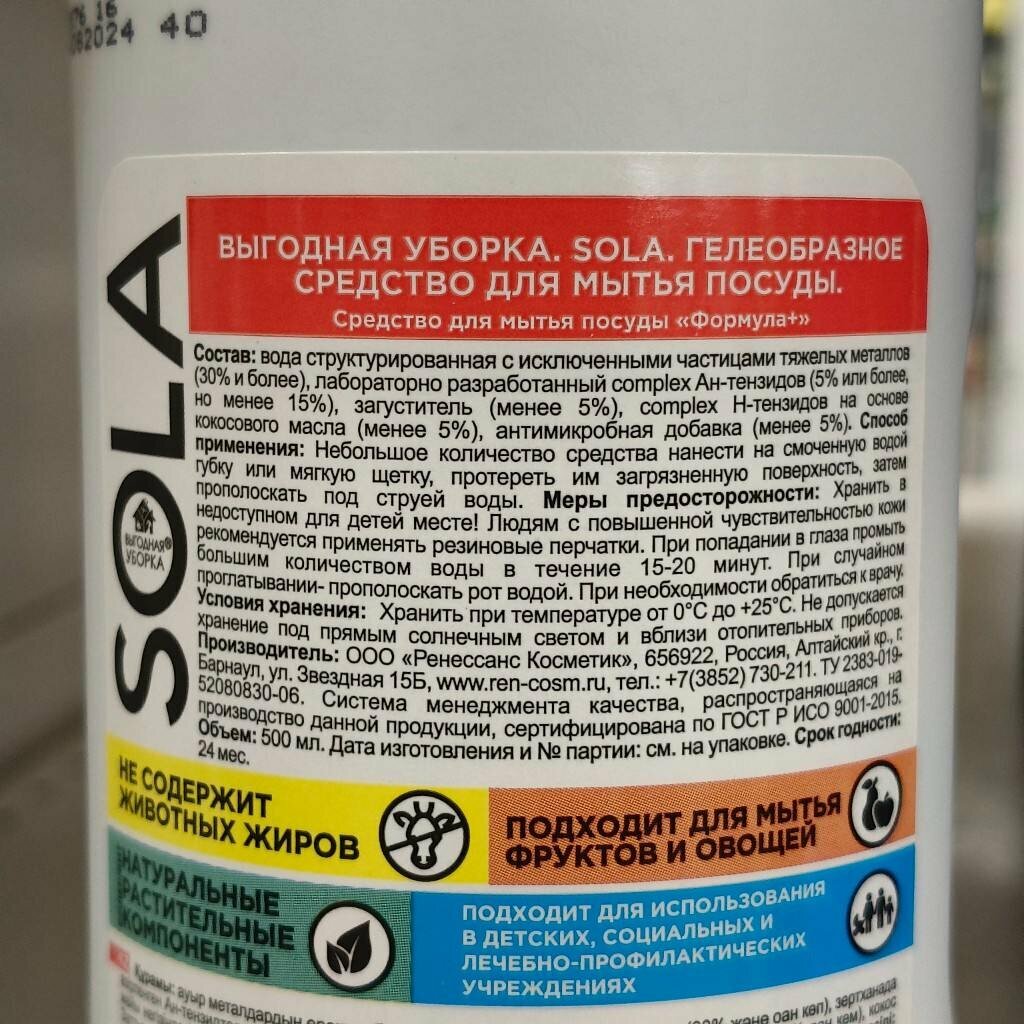 082024 40
SOLA
ВЫГОДНАЯ®
УБОРКА
ВЫГОДНАЯ УБОРКА. SOLA. ГЕЛЕОБРАЗНОЕ
СРЕДСТВО ДЛЯ МЫТЬЯ ПОСУДЫ.
Средство для мытья посуды «Формула+»
Состав: вода структурированная с исключенными частицами тяжелых металлов
(30% и более), лабораторно разработанный complex Ан-тензидов (5% или более,
но менее 15%), загуститель (менее 5%), complex Н-тензидов на основе
кокосового масла (менее 5%), антимикробная добавка (менее 5%). Способ
применения: Небольшое количество средства нанести на смоченную водой
губку или мягкую щетку, протереть им загрязненную поверхность, затем
прополоскать под струей воды. Меры предосторожности: Хранить в
недоступном для детей месте! Людям с повышенной чувствительностью кожи
рекомендуется применять резиновые перчатки. При попадании в глаза промыть
большим количеством воды в течение 15-20 минут. При случайном
проглатывании- прополоскать рот водой. При необходимости обратиться к врачу.
Условия хранения: Хранить при температуре от 0°С до +25°С. Не допускается
хранение под прямым солнечным светом и вблизи отопительных приборов.
Производитель: ООО «Ренессанс Косметик», 656922, Россия, Алтайский кр., г.
Барнаул, ул. Звездная 15Б, www.ren-cosm.ru, тел.: +7(3852) 730-211. ТУ 2383-019-
52080830-06. Система менеджмента качества, распространяющаяся на
производство данной продукции, сертифицирована по ГОСТ Р ИСО 9001-2015.
Объем: 500 мл. Дата изготовления и № партии: см. на упаковке. Срок годности:
24 мес.
НЕ СОДЕРЖИТ
ЖИВОТНЫХ ЖИРОВ
ПОДХОДИТ ДЛЯ МЫТЬЯ
ФРУКТОВ И ОВОЩЕЙ
НАТУРАЛЬНЫЕ
РАСТИТЕЛЬНЫЕ
КОМПОНЕНТЫ
ПОДХОДИТ ДЛЯ ИСПОЛЬЗОВАНИЯ
В ДЕТСКИХ, СОЦИАЛЬНЫХ И
ЛЕЧЕБНО-ПРОФИЛАКТИЧЕСКИХ
УЧРЕЖДЕНИЯХ
Құрамы: ауыр металдардың және оан көп), зертханада